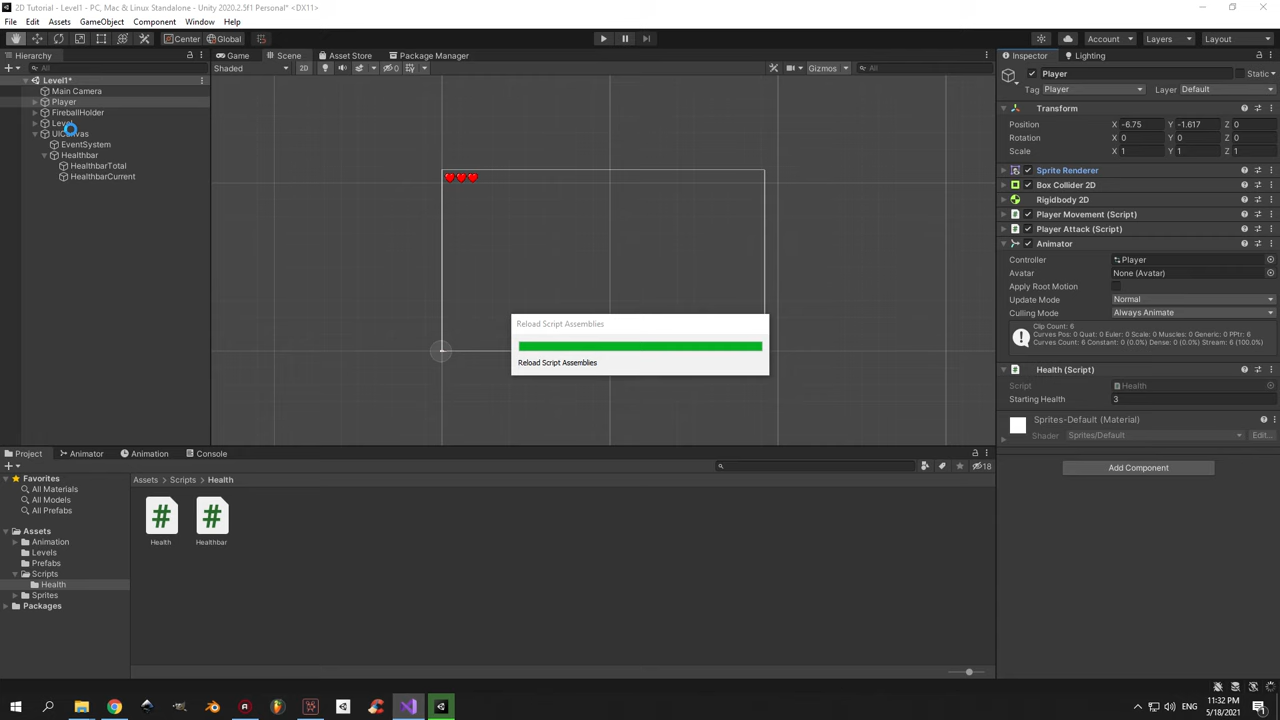 2D Tutorial - Level1 - PC, Mac & Linux Standalone - Unity 2020.2.5f1 Personal* <DX11>
File Edit Assets GameObject Component Window Help
Center Global Account Layers Layout
Hierarchy Game Scene Asset Store Package Manager Inspector Lighting
All Shaded 2D 0 Gizmos All Player Static
Level1*
Main Camera
Player
FireballHolder
Level
UICanvas
EventSystem
Healthbar
HealthbarTotal
HealthbarCurrent
Tag Player Layer Default
Transform
Position X -6.75 Y -1.617 Z 0
Rotation X 0 Y 0 Z 0
Scale X 1 Y 1 Z 1
Sprite Renderer
Box Collider 2D
Rigidbody 2D
Player Movement (Script)
Player Attack (Script)
Animator
Controller Player
Avatar None (Avatar)
Apply Root Motion
Update Mode Normal
Culling Mode Always Animate
Clip Count: 6
Curves Pos: 0 Quat: 0 Euler: 0 Scale: 0 Muscles: 0 Generic: 0 PPtr: 6
Curves Count: 6 Constant: 0 (0.0%) Dense: 0 (0.0%) Stream: 6 (100.0%)
Health (Script)
Script Health
Starting Health 3
Sprites-Default (Material)
Shader Sprites/Default Edit...
Add Component
Reload Script Assemblies
Reload Script Assemblies
Project Animator Animation Console
18
Favorites
All Materials
All Models
All Prefabs
Assets
Animation
Levels
Prefabs
Scripts
Health
Sprites
Packages
Assets Scripts Health
# #
Health Healthbar
ENG 11:32 PM
5/18/2021
1